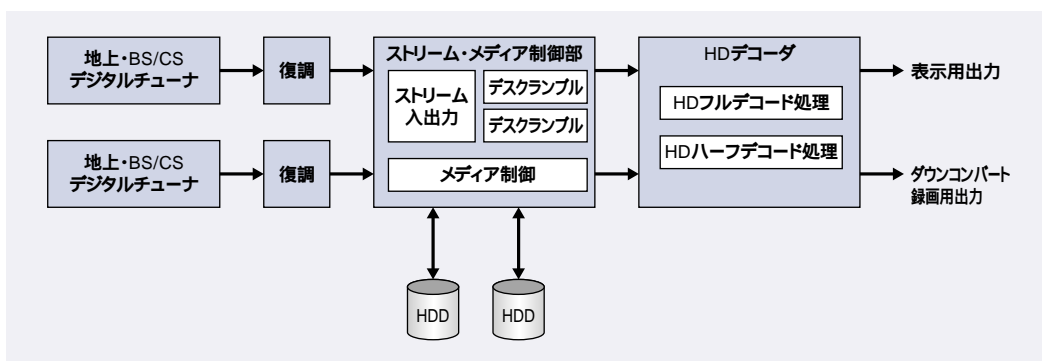 地上・BS/CS
デジタルチューナ
復調
ストリーム・メディア制御部
ストリーム
入出力
デスクランブル
デスクランブル
メディア制御
HDデコーダ
HDフルデコード処理
HDハーフデコード処理
表示用出力
地上・BS/CS
デジタルチューナ
復調
ダウンコンバート
録画用出力
HDD
HDD